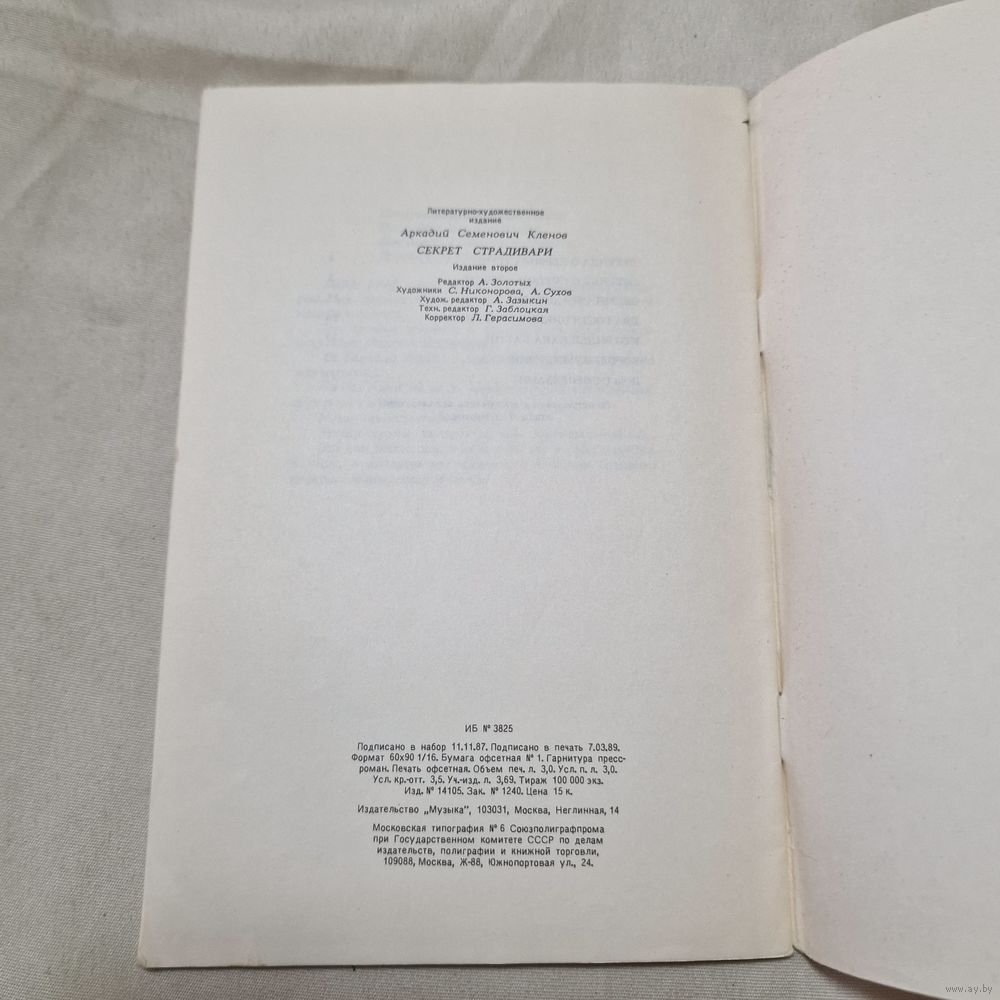 Литературно-художественное
издание
Аркадий Семенович Кленов
СЕКРЕТ СТРАДИВАРИ
Издание второе
Редактор А. Золотых
Художники С. Никонорова, А. Сухов
Худож. редактор А. Зазыкин
Техн. редактор Г. Заблоцкая
Корректор Л. Герасимова
ИБ № 3825
Подписано в набор 11.11.87. Подписано в печать 7.03.89.
Формат 60х90 1/16. Бумага офсетная № 1. Гарнитура пресс-
роман. Печать офсетная. Объем печ. л. 3,0. Усл. п. л. 3,0.
Усл. кр.-отт. 3,5. Уч.-изд. л. 3,69. Тираж 100 000 экз.
Изд. № 14105. Зак. № 1240. Цена 15 к.
Издательство „Музыка", 103031, Москва, Неглинная, 14
Московская типография № 6 Союзполиграфпрома
при Государственном комитете СССР по делам
издательств, полиграфии и книжной торговли,
109088, Москва, Ж-88, Южнопортовая ул., 24.
www.ay.by